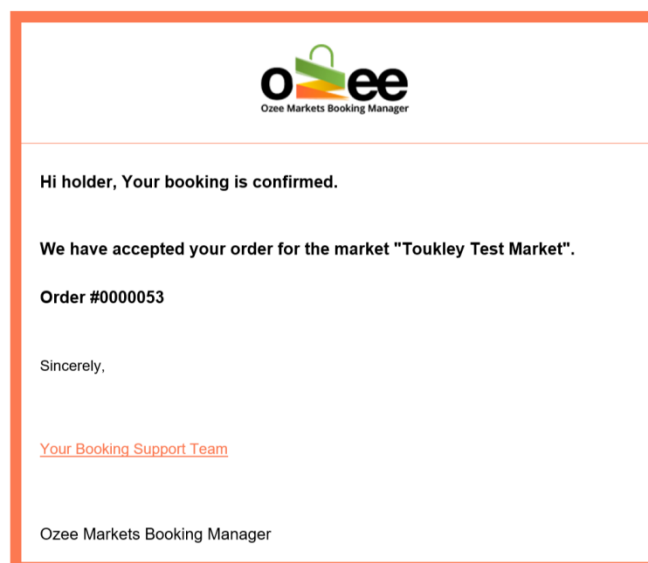 ozee
Ozee Markets Booking Manager
Hi holder, Your booking is confirmed.
We have accepted your order for the market "Toukley Test Market".
Order #0000053
Sincerely,
Your Booking Support Team
Ozee Markets Booking Manager